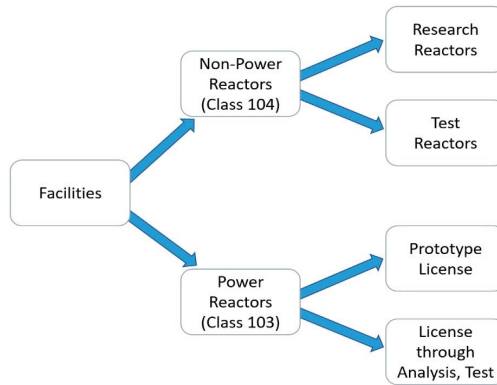 Research
Reactors
Non-Power
Reactors
(Class 104)
Test
Reactors
Facilities
Prototype
License
Power
Reactors
(Class 103)
License
through
Analysis, Test